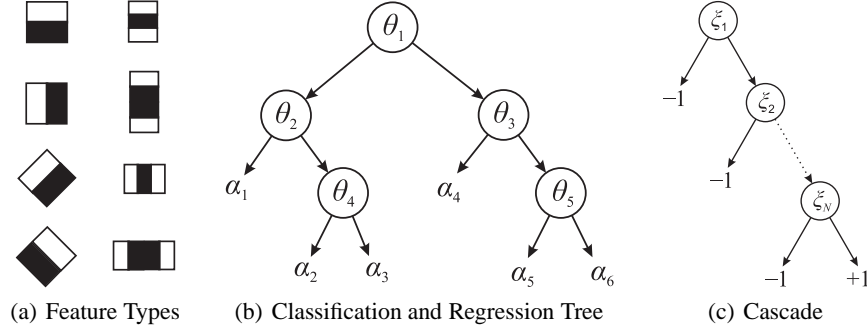 θ₁
θ₂ θ₃
α₁ θ₄ α₄ θ₅
α₂ α₃ α₅ α₆
ξ₁
−1 ξ₂
−1 ξ_N
−1 +1
(a) Feature Types
(b) Classification and Regression Tree
(c) Cascade